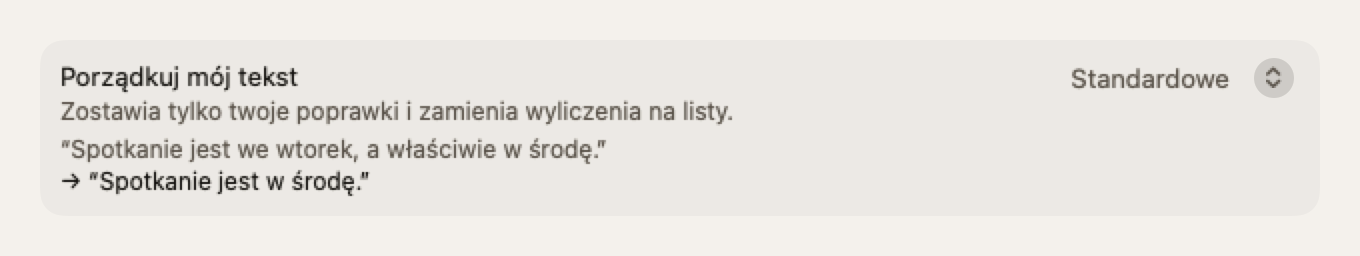 Porządkuj mój tekst
Standardowe
Zostawia tylko twoje poprawki i zamienia wyliczenia na listy.
“Spotkanie jest we wtorek, a właściwie w środę.”
→ “Spotkanie jest w środę.”